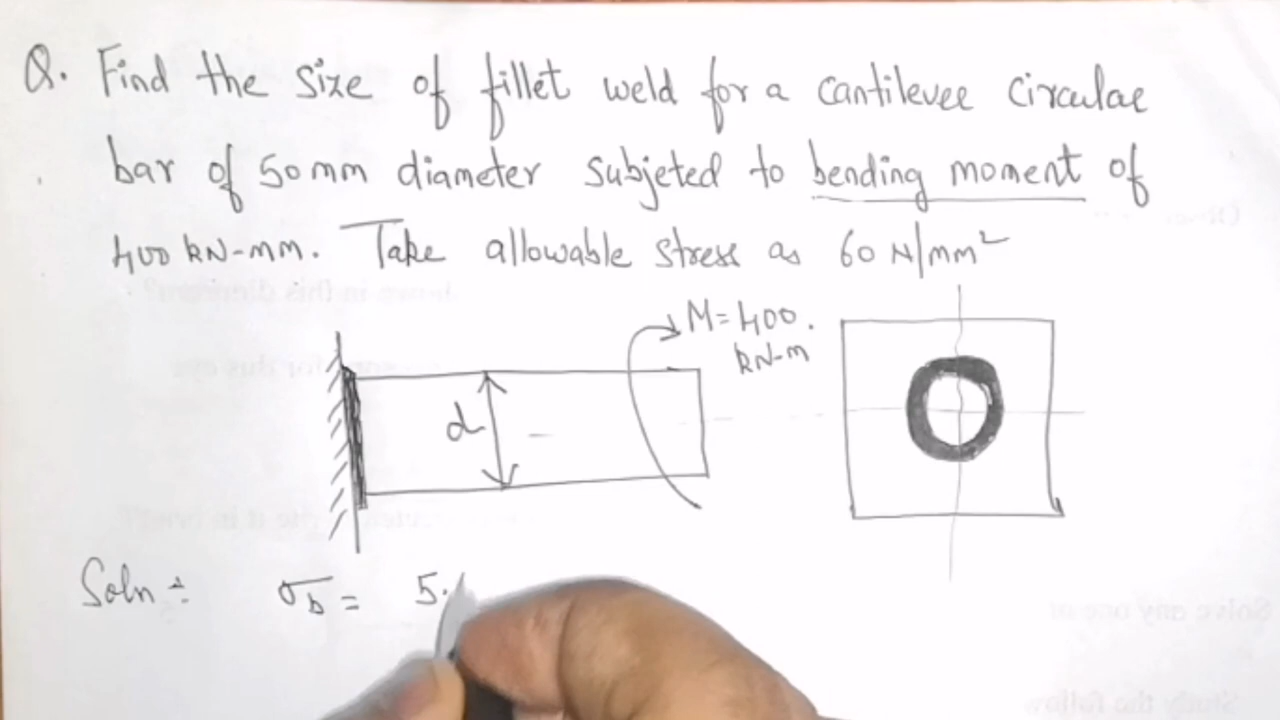 Q. Find the size of fillet weld for a cantilever circular
bar of 50mm diameter subjeted to bending moment of
400 kN-mm. Take allowable stress as 60 N/mm²
M=400.
kN-m
d
Soln ÷ σb = 5.